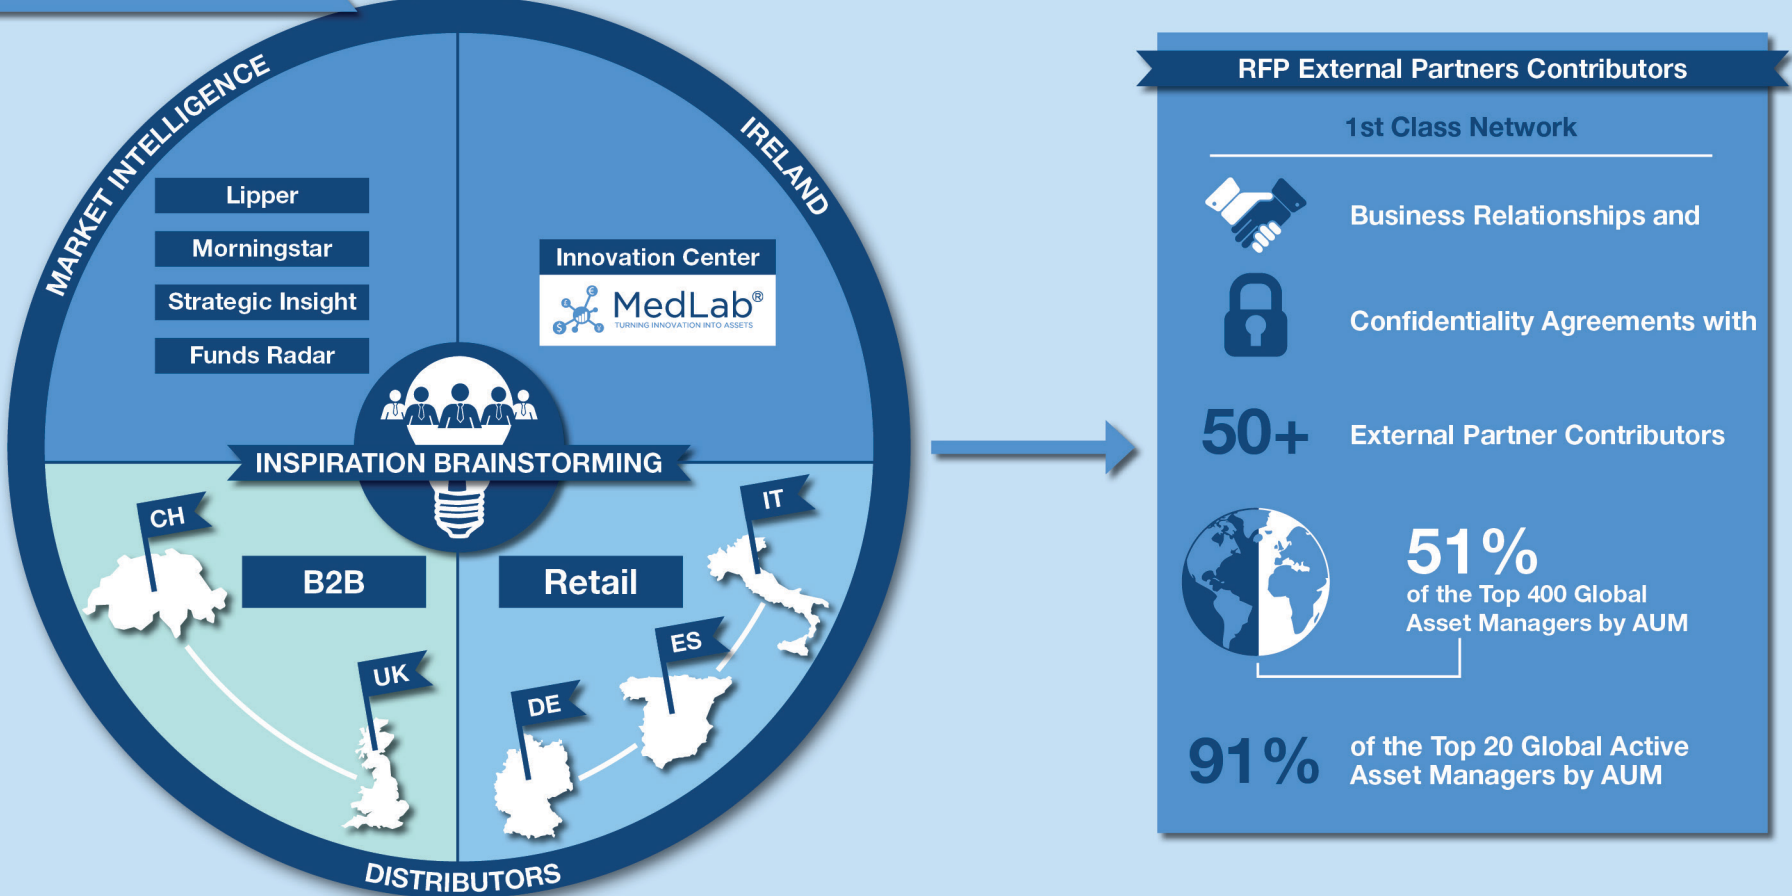 MARKET INTELLIGENCE
IRELAND
Lipper
Morningstar
Strategic Insight
Funds Radar
Innovation Center
MedLab®
TURNING INNOVATION INTO ASSETS
€
£
$
¥
INSPIRATION BRAINSTORMING
CH
B2B
UK
Retail
IT
ES
DE
DISTRIBUTORS
RFP External Partners Contributors
1st Class Network
Business Relationships and
Confidentiality Agreements with
50+ External Partner Contributors
51%
of the Top 400 Global
Asset Managers by AUM
91% of the Top 20 Global Active
Asset Managers by AUM